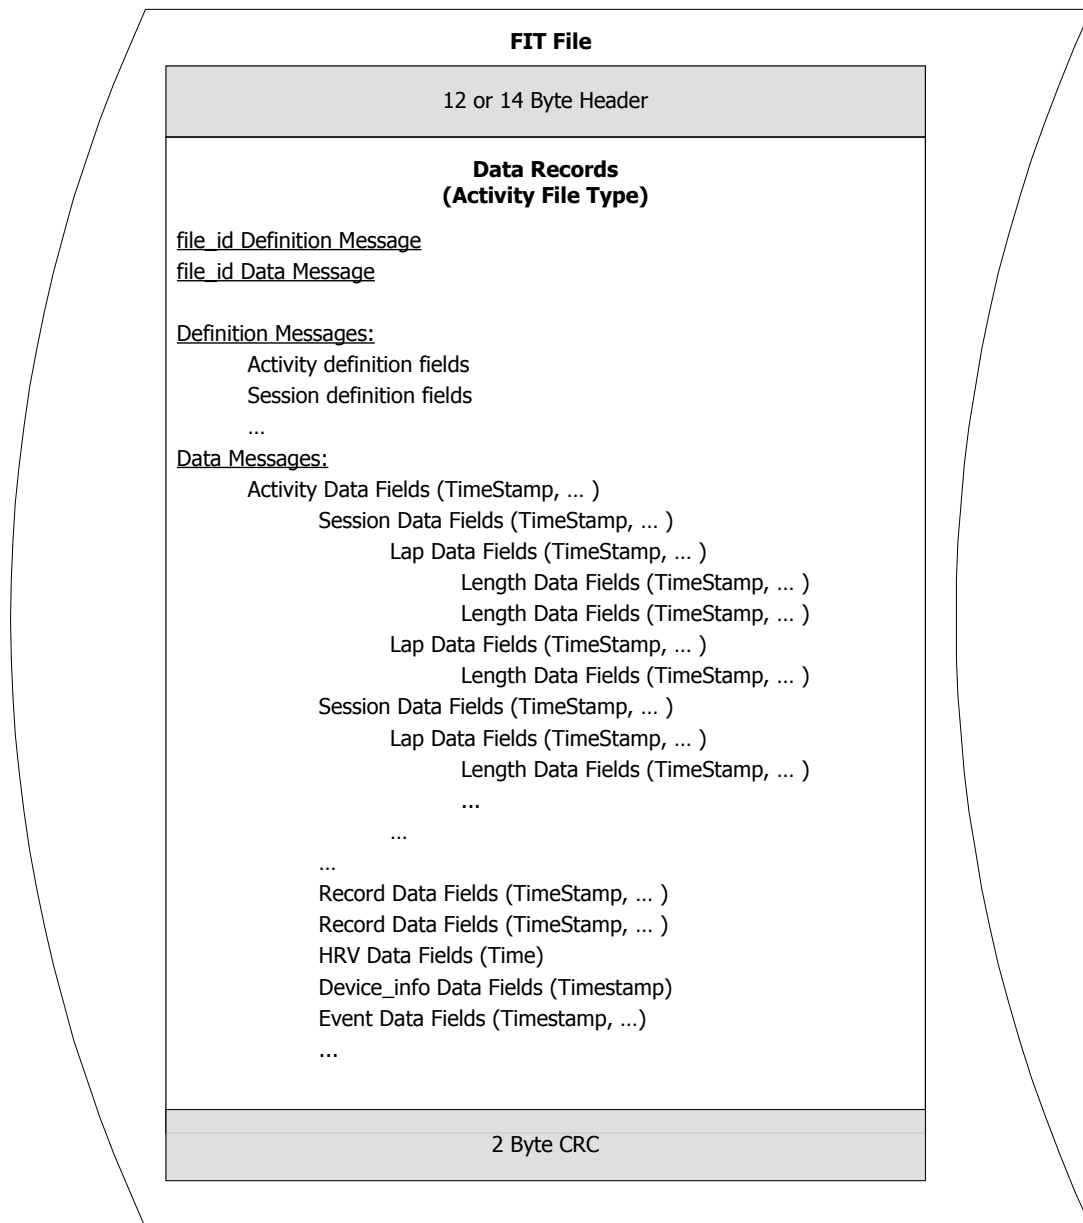 FIT File
12 or 14 Byte Header
Data Records
(Activity File Type)
file_id Definition Message
file_id Data Message
Definition Messages:
Activity definition fields
Session definition fields
…
Data Messages:
Activity Data Fields (TimeStamp, … )
Session Data Fields (TimeStamp, … )
Lap Data Fields (TimeStamp, … )
Length Data Fields (TimeStamp, … )
Length Data Fields (TimeStamp, … )
Lap Data Fields (TimeStamp, … )
Length Data Fields (TimeStamp, … )
Session Data Fields (TimeStamp, … )
Lap Data Fields (TimeStamp, … )
Length Data Fields (TimeStamp, … )
...
…
…
Record Data Fields (TimeStamp, … )
Record Data Fields (TimeStamp, … )
HRV Data Fields (Time)
Device_info Data Fields (Timestamp)
Event Data Fields (Timestamp, …)
...
2 Byte CRC